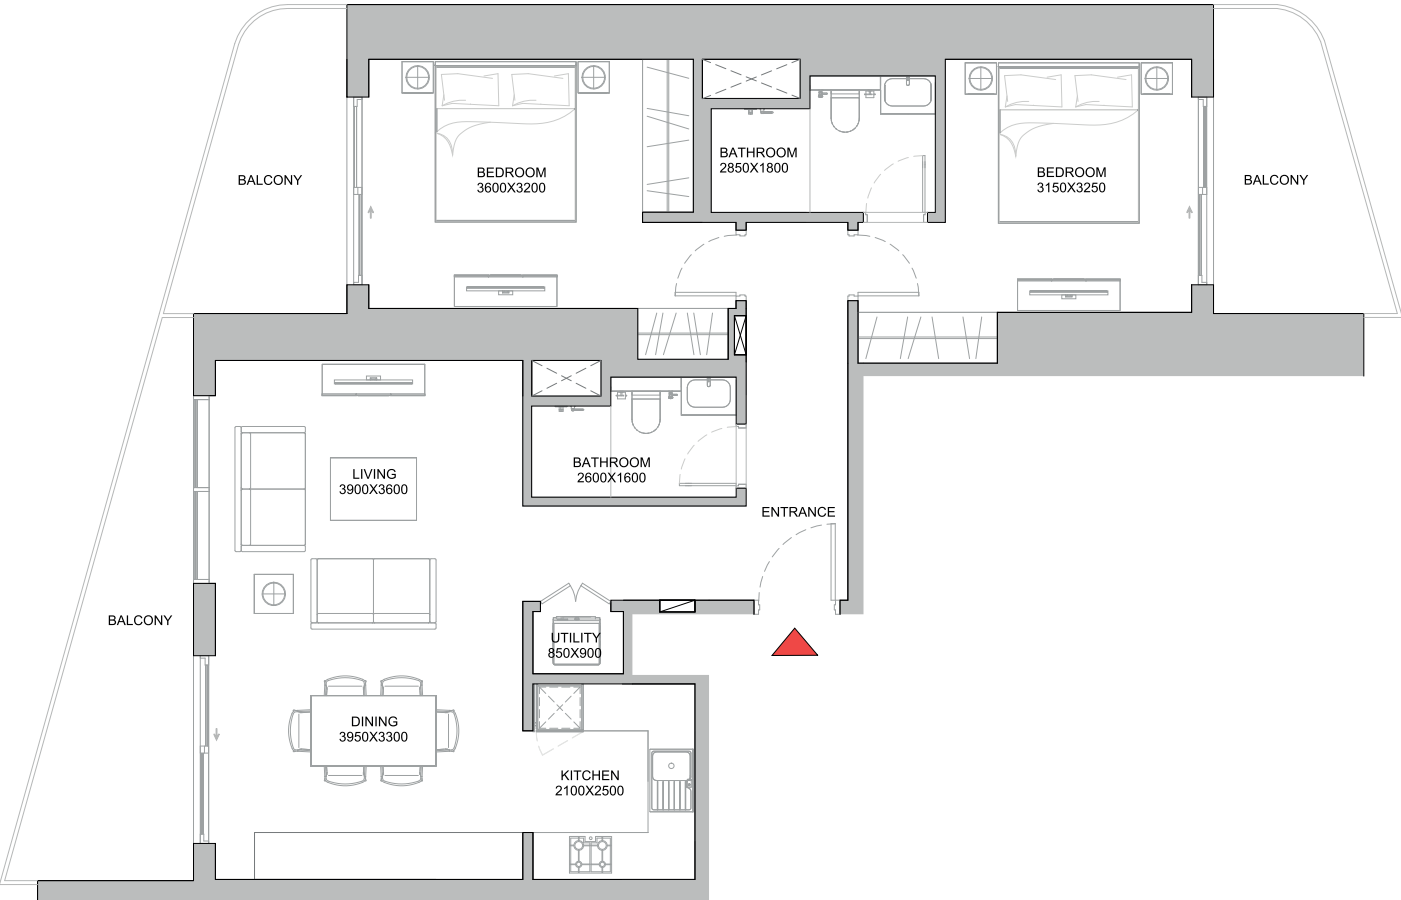 BALCONY
BEDROOM
3600X3200
BATHROOM
2850X1800
BEDROOM
3150X3250
BALCONY
LIVING
3900X3600
BATHROOM
2600X1600
ENTRANCE
BALCONY
UTILITY
850X900
DINING
3950X3300
KITCHEN
2100X2500